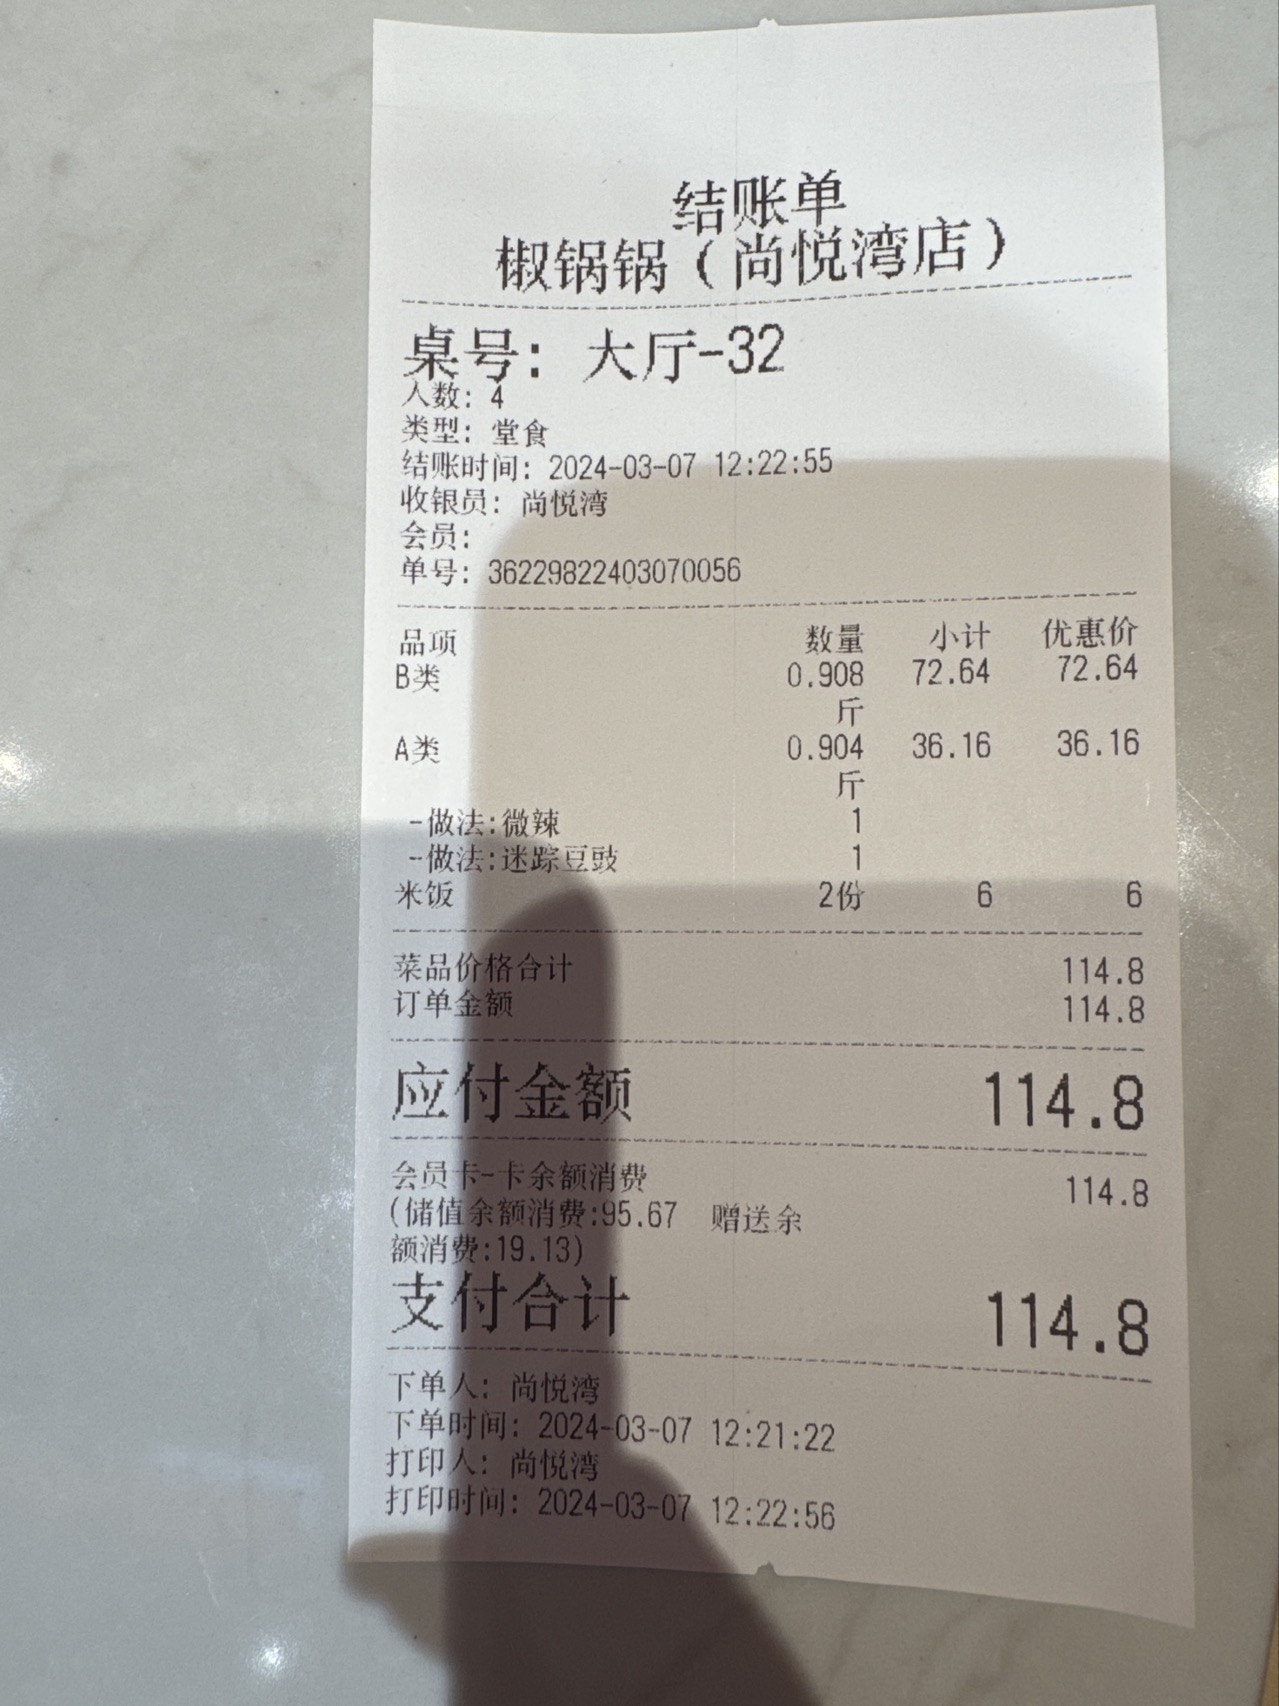 结账单
椒锅锅（尚悦湾店）
桌号：大厅-32
人数：4
类型：堂食
结账时间：2024-03-07 12:22:55
收银员：尚悦湾
会员：
单号：36229822403070056
品项 数量 小计 优惠价
B类 0.908 72.64 72.64
斤
A类 0.904 36.16 36.16
斤
-做法:微辣 1
-做法:迷踪豆豉 1
米饭 2份 6 6
菜品价格合计 114.8
订单金额 114.8
应付金额 114.8
会员卡-卡余额消费 114.8
(储值余额消费:95.67 赠送余
额消费:19.13)
支付合计 114.8
下单人：尚悦湾
下单时间：2024-03-07 12:21:22
打印人：尚悦湾
打印时间：2024-03-07 12:22:56